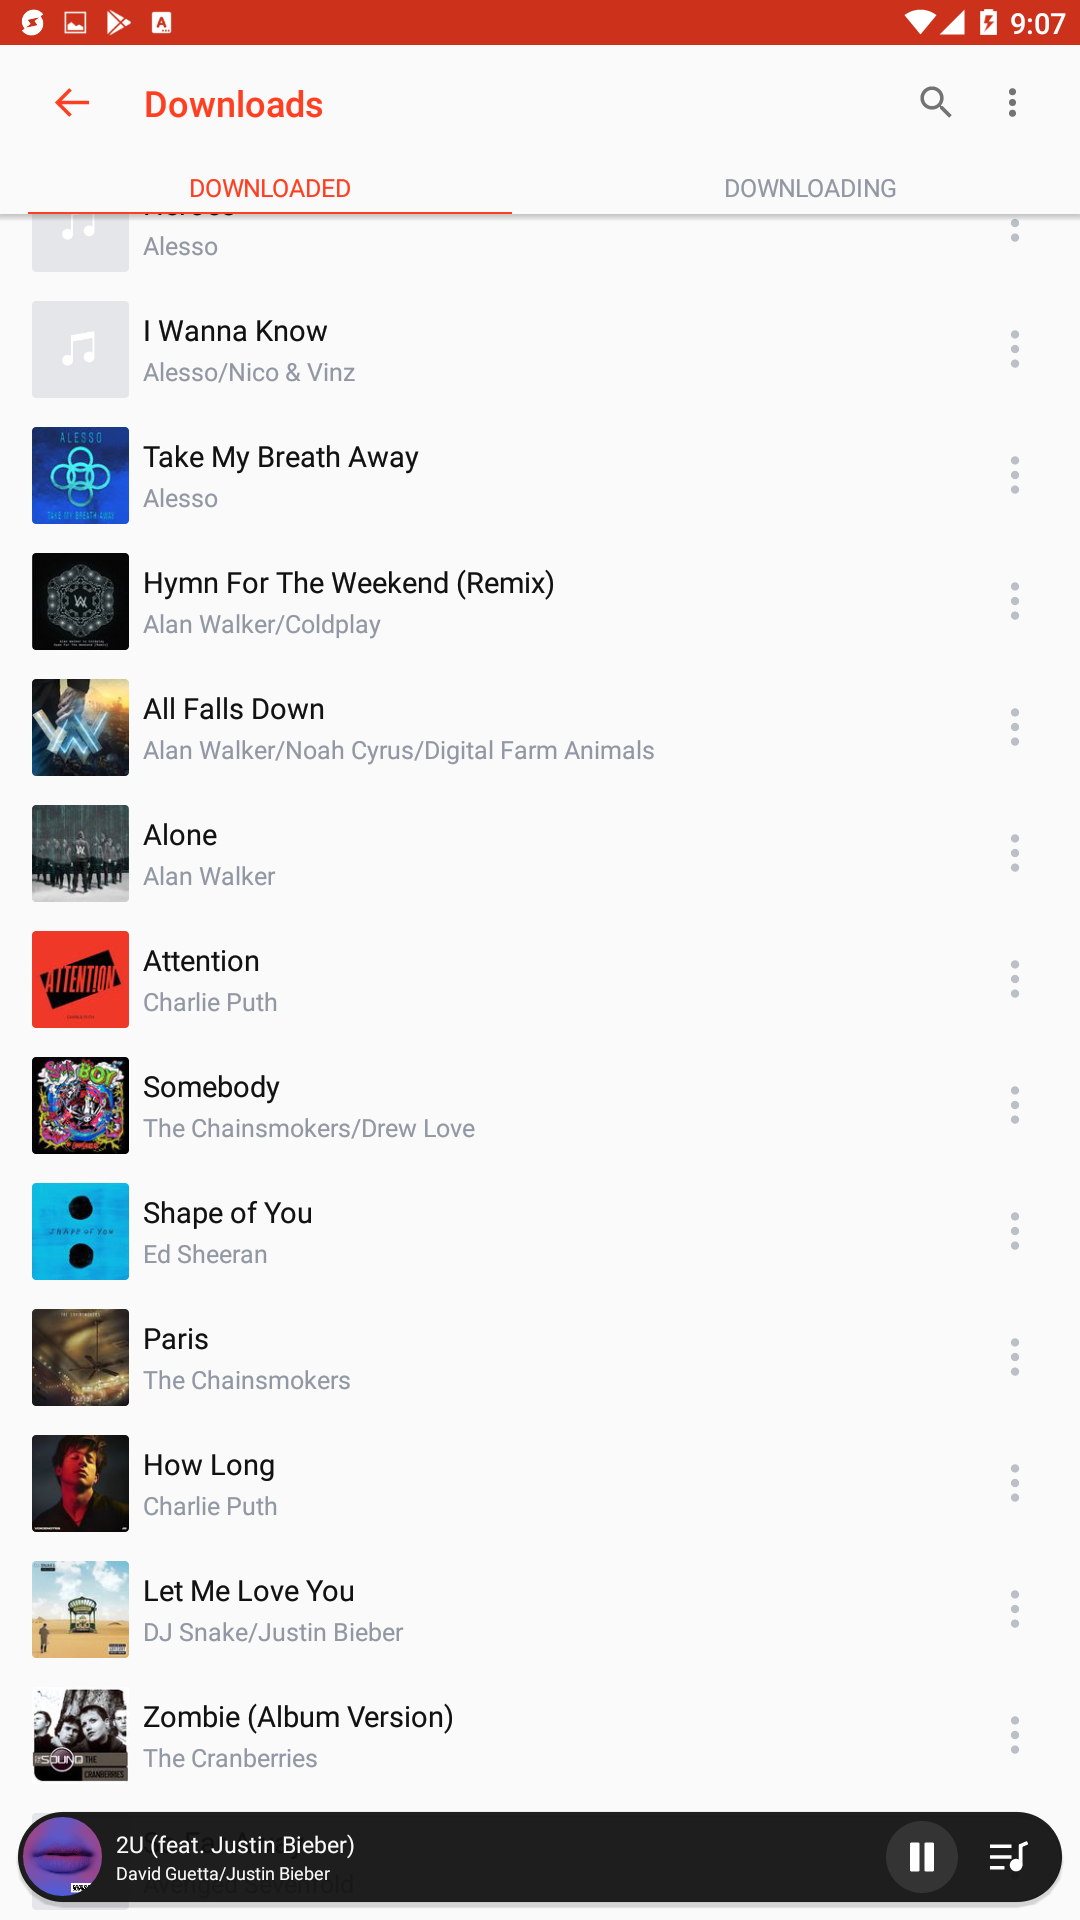 9:07
Downloads
DOWNLOADED
DOWNLOADING
Alesso
I Wanna Know
Alesso/Nico & Vinz
ALESSO
TAKE MY BREATH AWAY
Take My Breath Away
Alesso
Hymn For The Weekend (Remix)
Alan Walker/Coldplay
All Falls Down
Alan Walker/Noah Cyrus/Digital Farm Animals
Alone
Alan Walker
ATTENTION
Attention
Charlie Puth
Somebody
The Chainsmokers/Drew Love
SHAPE OF YOU
Shape of You
Ed Sheeran
Paris
The Chainsmokers
How Long
Charlie Puth
Let Me Love You
DJ Snake/Justin Bieber
Zombie (Album Version)
The Cranberries
SOUND THE
CRANBERRIES
2U (feat. Justin Bieber)
David Guetta/Justin Bieber